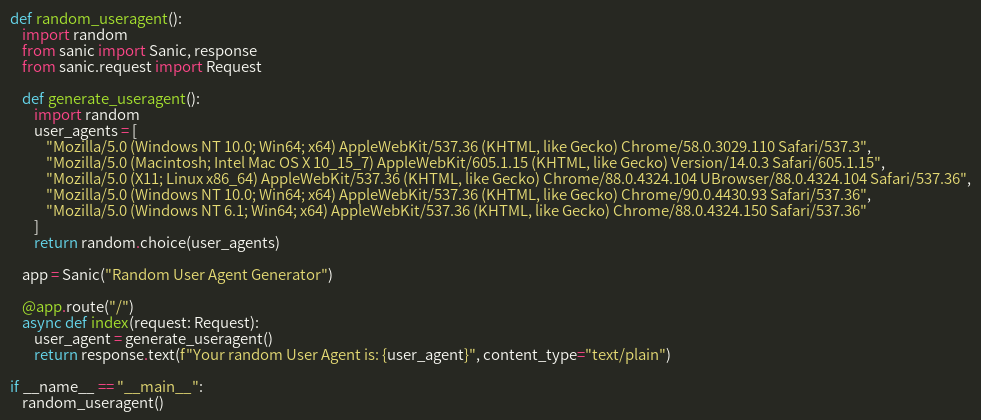 def random_useragent():
    import random
    from sanic import Sanic, response
    from sanic.request import Request

    def generate_useragent():
        import random
        user_agents = [
            "Mozilla/5.0 (Windows NT 10.0; Win64; x64) AppleWebKit/537.36 (KHTML, like Gecko) Chrome/58.0.3029.110 Safari/537.3",
            "Mozilla/5.0 (Macintosh; Intel Mac OS X 10_15_7) AppleWebKit/605.1.15 (KHTML, like Gecko) Version/14.0.3 Safari/605.1.15",
            "Mozilla/5.0 (X11; Linux x86_64) AppleWebKit/537.36 (KHTML, like Gecko) Chrome/88.0.4324.104 UBrowser/88.0.4324.104 Safari/537.36",
            "Mozilla/5.0 (Windows NT 10.0; Win64; x64) AppleWebKit/537.36 (KHTML, like Gecko) Chrome/90.0.4430.93 Safari/537.36",
            "Mozilla/5.0 (Windows NT 6.1; Win64; x64) AppleWebKit/537.36 (KHTML, like Gecko) Chrome/88.0.4324.150 Safari/537.36"
        ]
        return random.choice(user_agents)

    app = Sanic("Random User Agent Generator")

    @app.route("/")
    async def index(request: Request):
        user_agent = generate_useragent()
        return response.text(f"Your random User Agent is: {user_agent}", content_type="text/plain")

if __name__ == "__main__":
    random_useragent()